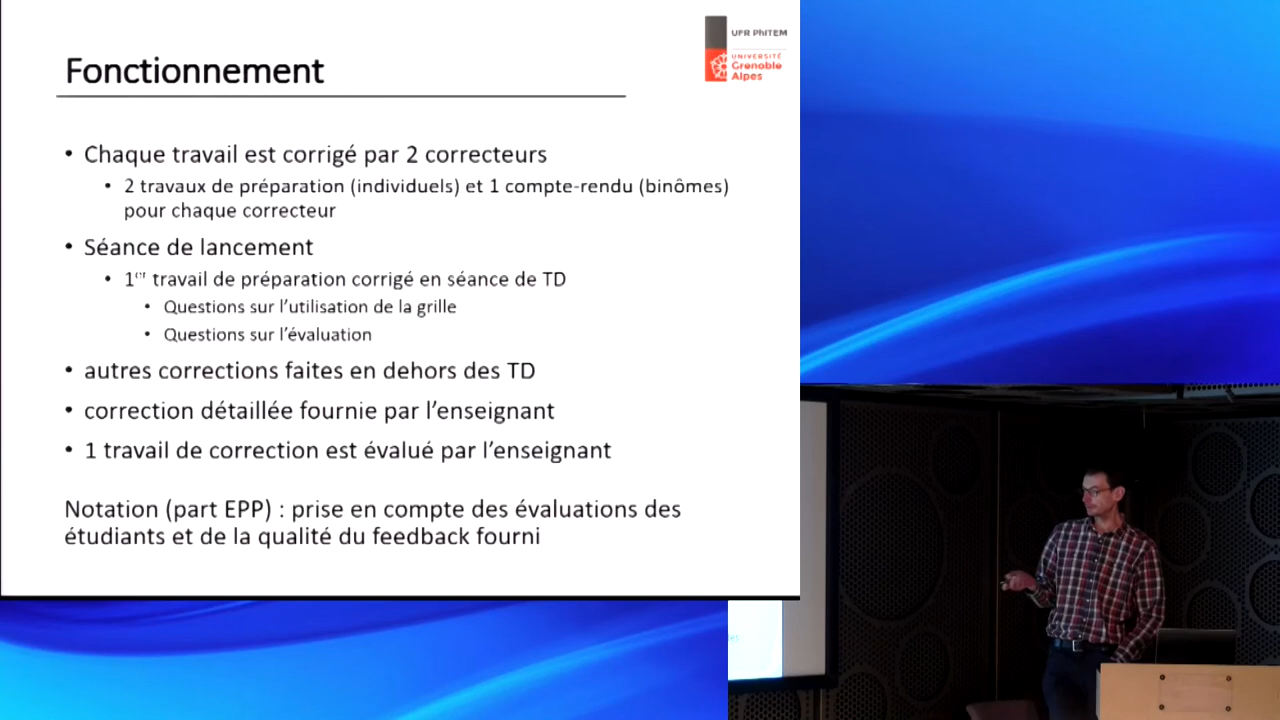 UFR PhITEM
UNIVERSITÉ
Grenoble
Alpes
Fonctionnement
• Chaque travail est corrigé par 2 correcteurs
• 2 travaux de préparation (individuels) et 1 compte-rendu (binômes)
pour chaque correcteur
• Séance de lancement
• 1er travail de préparation corrigé en séance de TD
• Questions sur l’utilisation de la grille
• Questions sur l’évaluation
• autres corrections faites en dehors des TD
• correction détaillée fournie par l’enseignant
• 1 travail de correction est évalué par l’enseignant
Notation (part EPP) : prise en compte des évaluations des
étudiants et de la qualité du feedback fourni